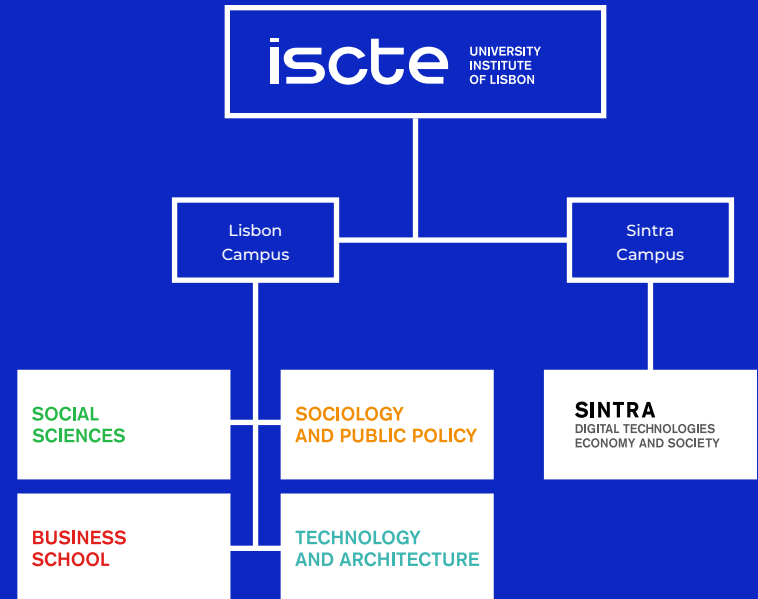 iscte
UNIVERSITY
INSTITUTE
OF LISBON
Lisbon
Campus
Sintra
Campus
SOCIAL
SCIENCES
SOCIOLOGY
AND PUBLIC POLICY
SINTRA
DIGITAL TECHNOLOGIES
ECONOMY AND SOCIETY
BUSINESS
SCHOOL
TECHNOLOGY
AND ARCHITECTURE